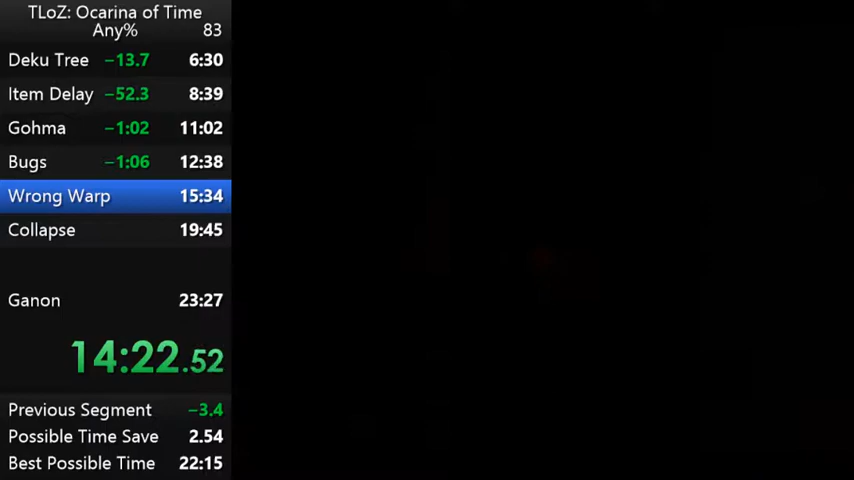 TLoZ: Ocarina of Time
Any% 83
Deku Tree −13.7 6:30
Item Delay −52.3 8:39
Gohma −1:02 11:02
Bugs −1:06 12:38
Wrong Warp 15:34
Collapse 19:45
Ganon 23:27
14:22.52
Previous Segment −3.4
Possible Time Save 2.54
Best Possible Time 22:15